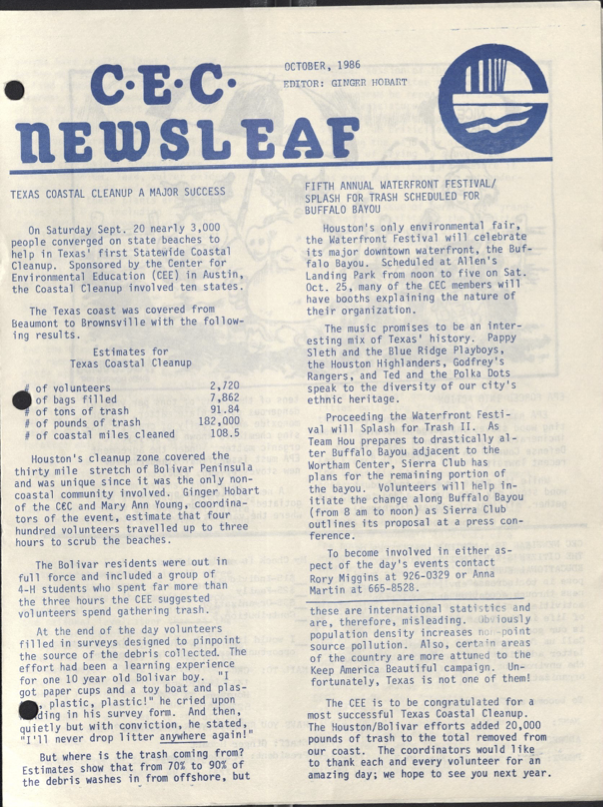 C·E·C·
NEWSLEAF
OCTOBER, 1986
EDITOR: GINGER HOBART
TEXAS COASTAL CLEANUP A MAJOR SUCCESS
On Saturday Sept. 20 nearly 3,000
people converged on state beaches to
help in Texas' first Statewide Coastal
Cleanup. Sponsored by the Center for
Environmental Education (CEE) in Austin,
the Coastal Cleanup involved ten states.
The Texas coast was covered from
Beaumont to Brownsville with the follow-
ing results.
Estimates for
Texas Coastal Cleanup
# of volunteers 2,720
of bags filled 7,862
# of tons of trash 91.84
# of pounds of trash 182,000
# of coastal miles cleaned 108.5
Houston's cleanup zone covered the
thirty mile stretch of Bolivar Peninsula
and was unique since it was the only non-
coastal community involved. Ginger Hobart
of the CEC and Mary Ann Young, coordina-
tors of the event, estimate that four
hundred volunteers travelled up to three
hours to scrub the beaches.
The Bolivar residents were out in
full force and included a group of
4-H students who spent far more than
the three hours the CEE suggested
volunteers spend gathering trash.
At the end of the day volunteers
filled in surveys designed to pinpoint
the source of the debris collected. The
effort had been a learning experience
for one 10 year old Bolivar boy. "I
got paper cups and a toy boat and plas-
, plastic, plastic!" he cried upon
ding in his survey form. And then,
quietly but with conviction, he stated,
"I'll never drop litter anywhere again!"
But where is the trash coming from?
Estimates show that from 70% to 90% of
the debris washes in from offshore, but
FIFTH ANNUAL WATERFRONT FESTIVAL/
SPLASH FOR TRASH SCHEDULED FOR
BUFFALO BAYOU
Houston's only environmental fair,
the Waterfront Festival will celebrate
its major downtown waterfront, the Buf-
falo Bayou. Scheduled at Allen's
Landing Park from noon to five on Sat.
Oct. 25, many of the CEC members will
have booths explaining the nature of
their organization.
The music promises to be an inter-
esting mix of Texas' history. Pappy
Sleth and the Blue Ridge Playboys,
the Houston Highlanders, Godfrey's
Rangers, and Ted and the Polka Dots
speak to the diversity of our city's
ethnic heritage.
Proceeding the Waterfront Festi-
val will Splash for Trash II. As
Team Hou prepares to drastically al-
ter Buffalo Bayou adjacent to the
Wortham Center, Sierra Club has
plans for the remaining portion of
the bayou. Volunteers will help in-
itiate the change along Buffalo Bayou
(from 8 am to noon) as Sierra Club
outlines its proposal at a press con-
ference.
To become involved in either as-
pect of the day's events contact
Rory Miggins at 926-0329 or Anna
Martin at 665-8528.
these are international statistics and
are, therefore, misleading. Obviously
population density increases no -point
source pollution. Also, certain areas
of the country are more attuned to the
Keep America Beautiful campaign. Un-
fortunately, Texas is not one of them!
The CEE is to be congratulated for a
most successful Texas Coastal Cleanup.
The Houston/Bolivar efforts added 20,000
pounds of trash to the total removed from
our coast. The coordinators would like
to thank each and every volunteer for an
amazing day; we hope to see you next year.